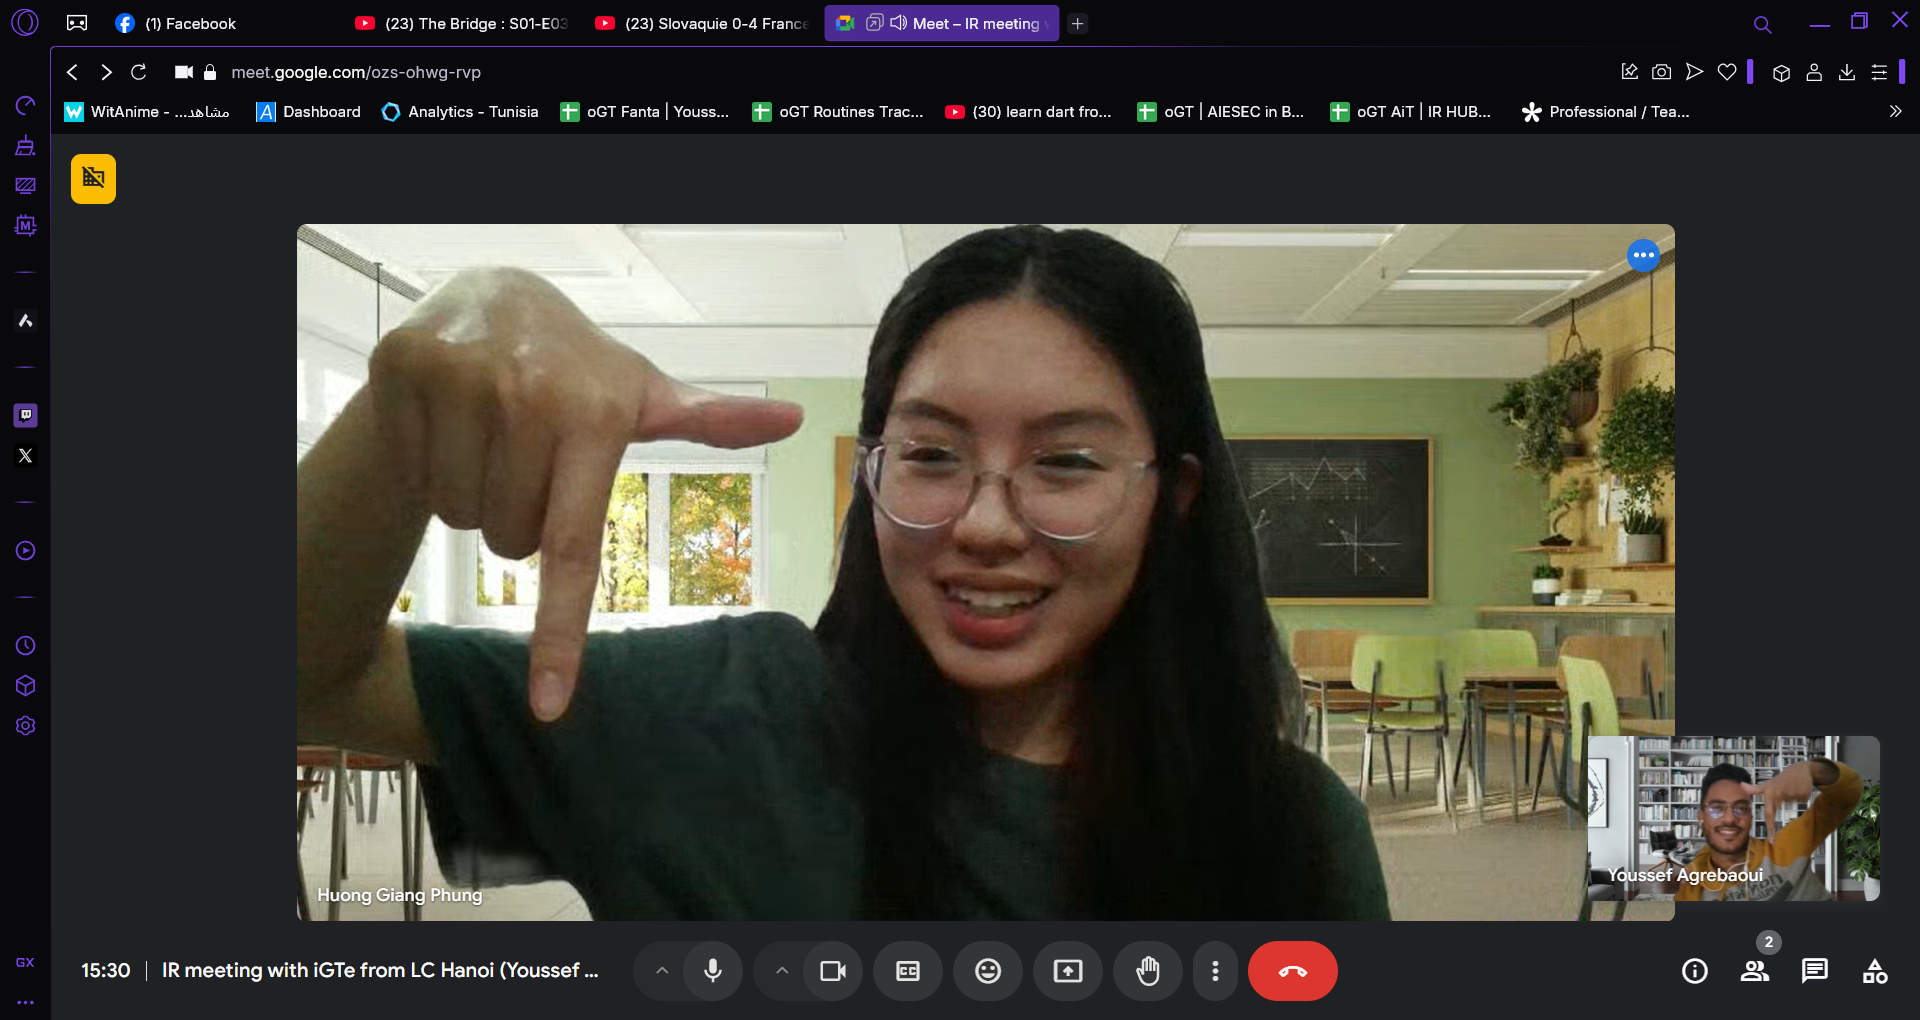 (1) Facebook
(23) The Bridge : S01-E03
(23) Slovaquie 0-4 France
Meet – IR meeting
meet.google.com/ozs-ohwg-rvp
WitAnime - ...مشاهد
A Dashboard
Analytics - Tunisia
oGT Fanta | Youss...
oGT Routines Trac...
(30) learn dart fro...
oGT | AIESEC in B...
oGT AiT | IR HUB...
Professional / Tea...
M
X
GX
Huong Giang Phung
Youssef Agrebaoui
15:30
IR meeting with iGTe from LC Hanoi (Youssef ...
CC
2